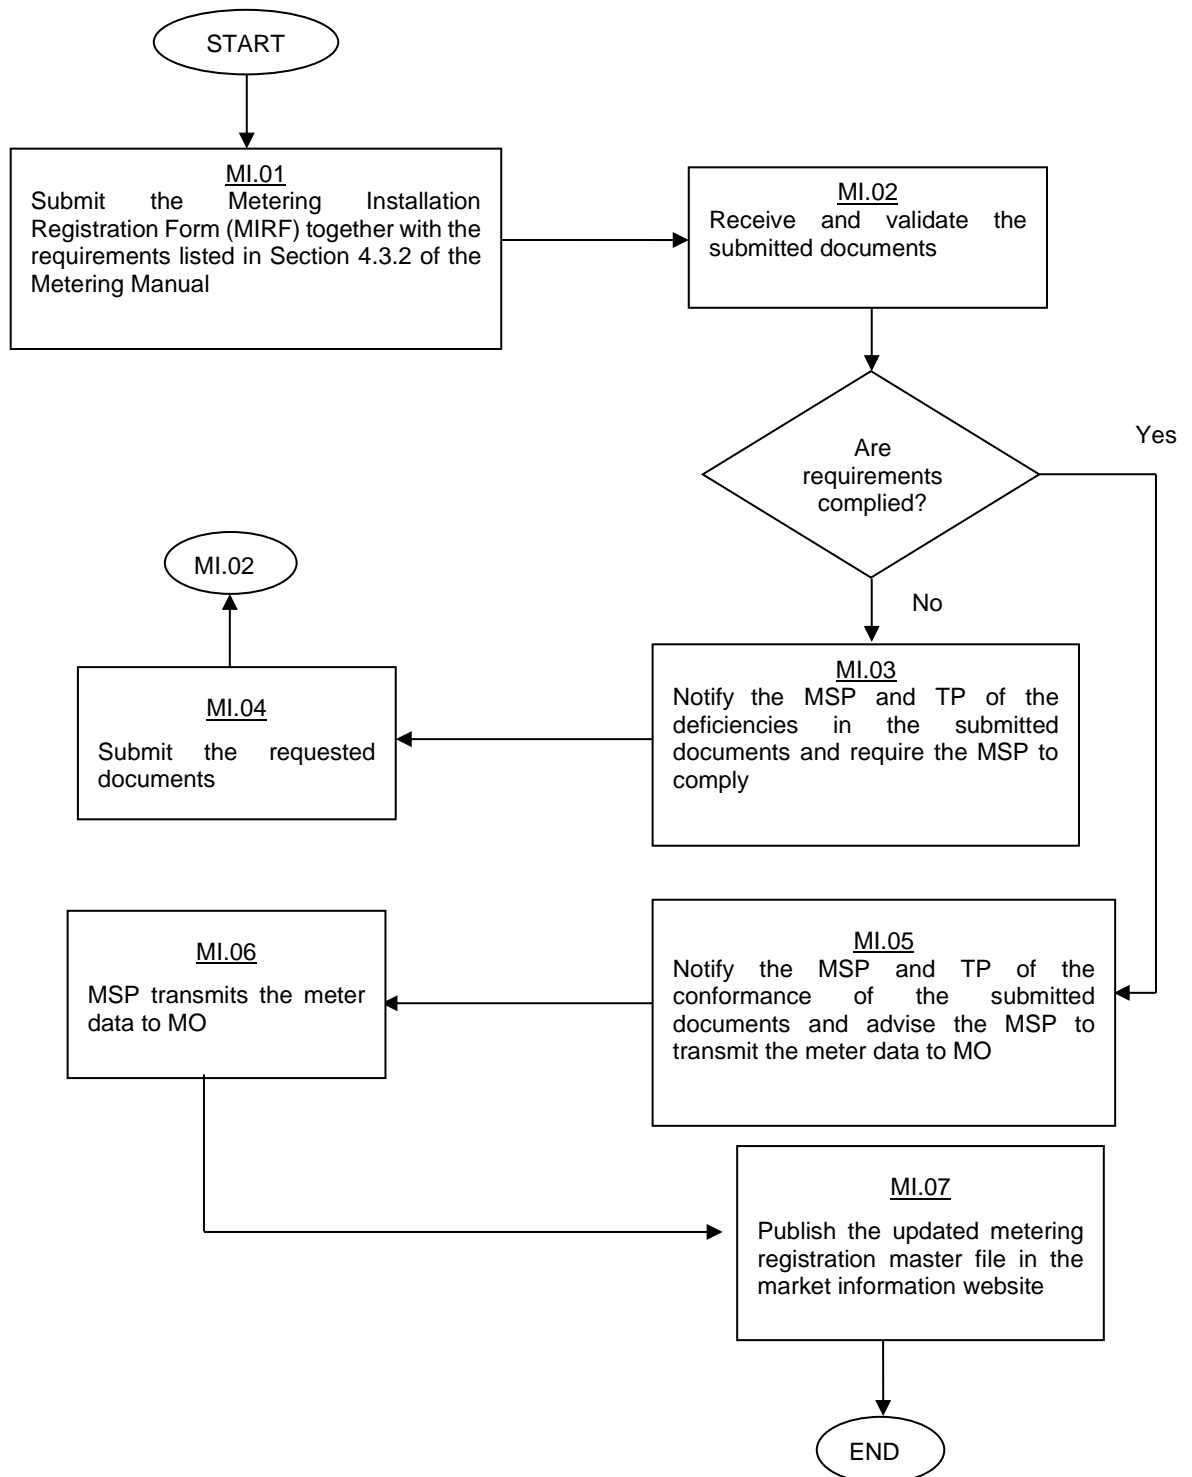 START
MI.01
Submit the Metering Installation
Registration Form (MIRF) together with the
requirements listed in Section 4.3.2 of the
Metering Manual
MI.02
Receive and validate the
submitted documents
Are
requirements
complied?
Yes
No
MI.02
MI.03
Notify the MSP and TP of the
deficiencies in the submitted
documents and require the MSP to
comply
MI.04
Submit the requested
documents
MI.05
Notify the MSP and TP of the
conformance of the submitted
documents and advise the MSP to
transmit the meter data to MO
MI.06
MSP transmits the meter
data to MO
MI.07
Publish the updated metering
registration master file in the
market information website
END